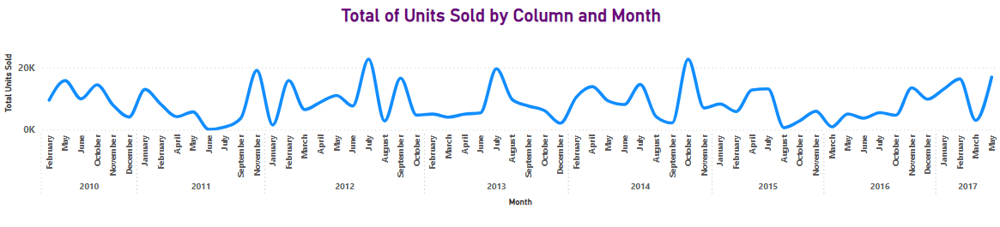 Total of Units Sold by Column and Month
Total Units Sold
20K
0K
February May June October November December January February April May June July September November January February April May June July August September October February March April June July August September October December February April May June July August September October November January February April July August October November March May June July October November December January February March May
2010 2011 2012 2013 2014 2015 2016 2017
Month